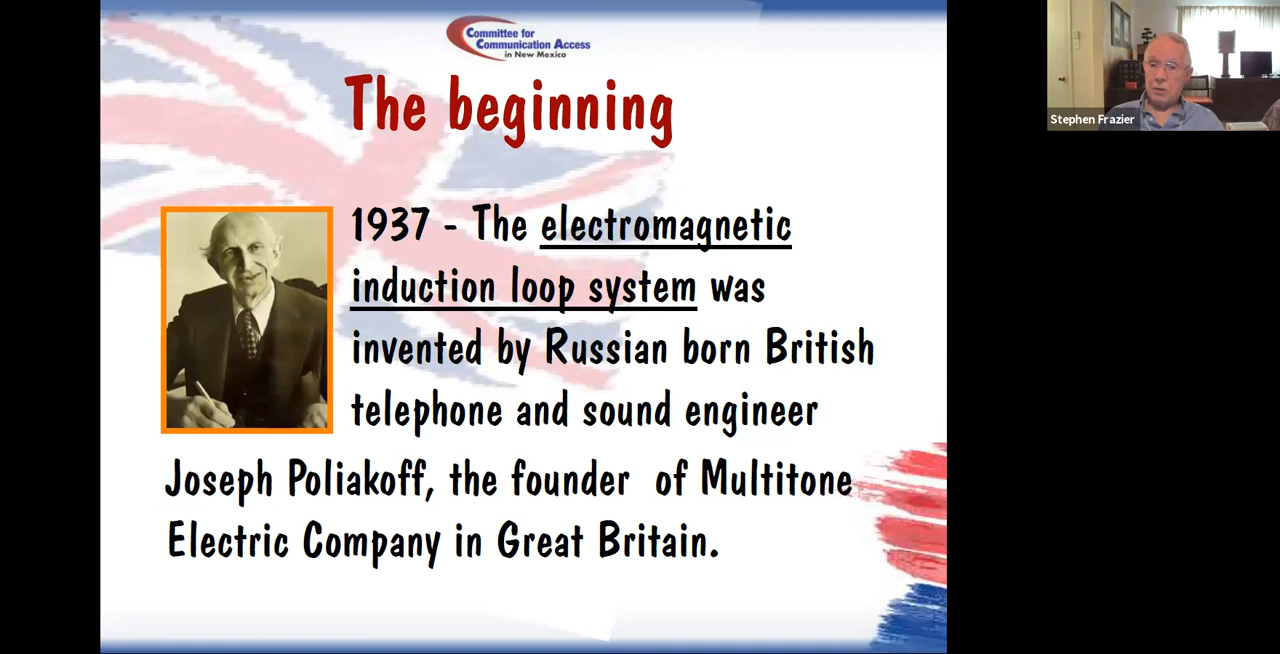 Committee for
Communication Access
in New Mexico
Stephen Frazier
The beginning
1937 - The electromagnetic
induction loop system was
invented by Russian born British
telephone and sound engineer
Joseph Poliakoff, the founder of Multitone
Electric Company in Great Britain.